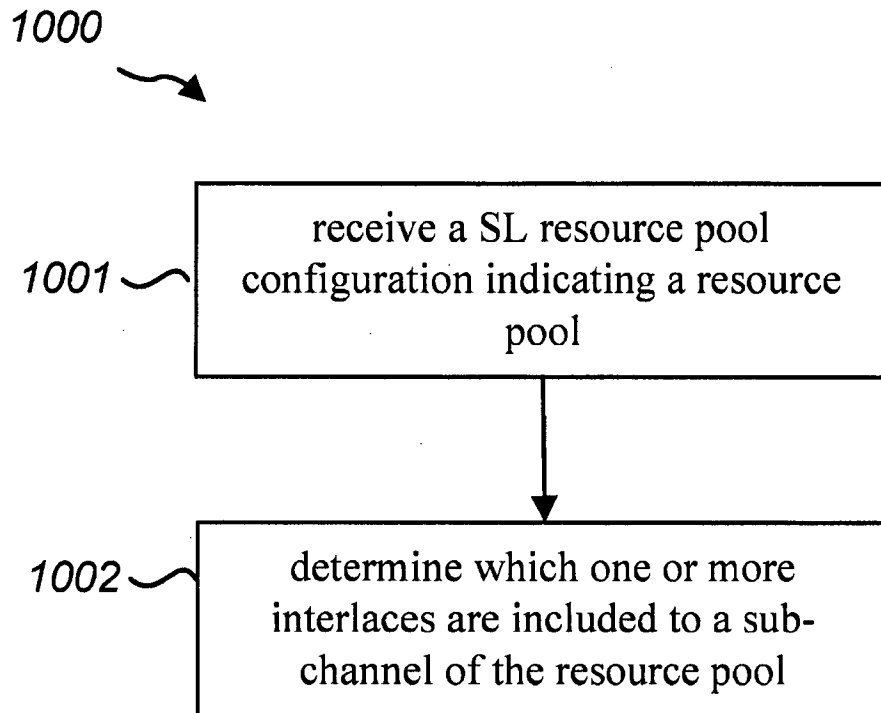 1000
receive a SL resource pool
configuration indicating a resource
pool
1001
determine which one or more
interlaces are included to a sub-
channel of the resource pool
1002